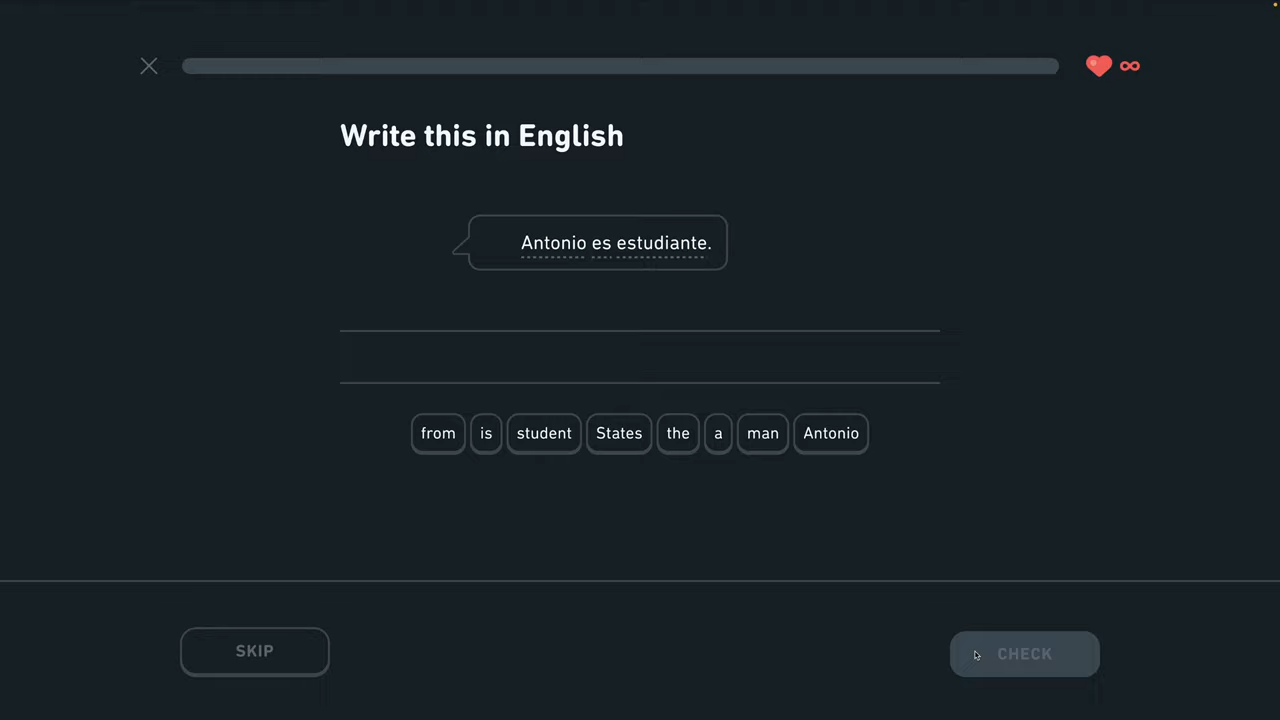 ∞
Write this in English
Antonio es estudiante.
from is student States the a man Antonio
SKIP
CHECK